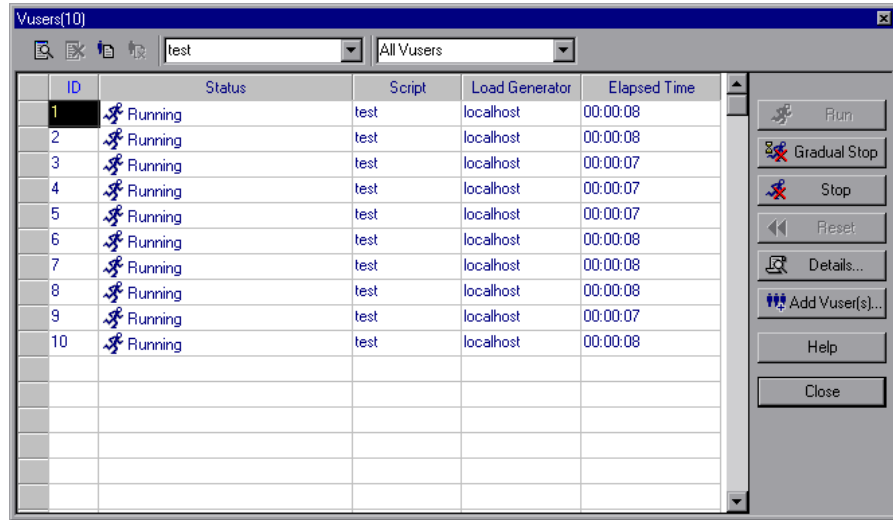 Vusers(10)
test All Vusers
ID Status Script Load Generator Elapsed Time
1 Running test localhost 00:00:08
2 Running test localhost 00:00:08
3 Running test localhost 00:00:07
4 Running test localhost 00:00:07
5 Running test localhost 00:00:07
6 Running test localhost 00:00:08
7 Running test localhost 00:00:08
8 Running test localhost 00:00:08
9 Running test localhost 00:00:07
10 Running test localhost 00:00:08
Run
Gradual Stop
Stop
Reset
Details...
Add Vuser(s)...
Help
Close